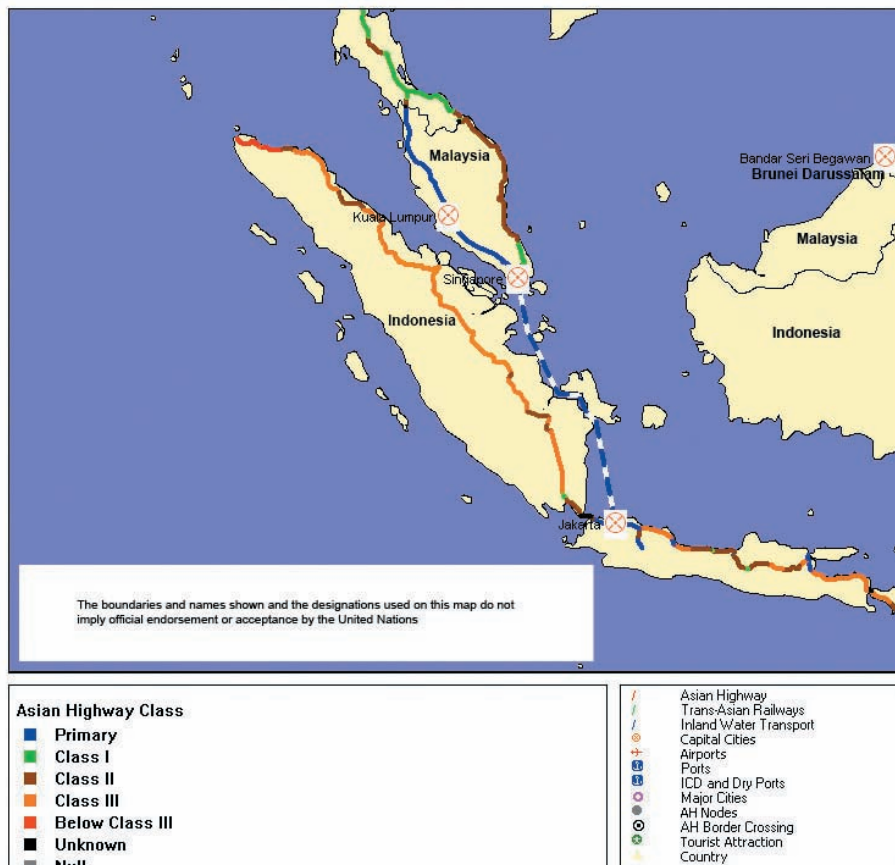 Malaysia
Bandar Seri Begawan
Brunei Darussalam
Kuala Lumpur
Malaysia
Singapore
Indonesia
Indonesia
Jakarta
The boundaries and names shown and the designations used on this map do not
imply official endorsement or acceptance by the United Nations
Asian Highway Class
Primary
Class I
Class II
Class III
Below Class III
Unknown
Null
Asian Highway
Trans-Asian Railways
Inland Water Transport
Capital Cities
Airports
Ports
ICD and Dry Ports
Major Cities
AH Nodes
AH Border Crossing
Tourist Attraction
Country